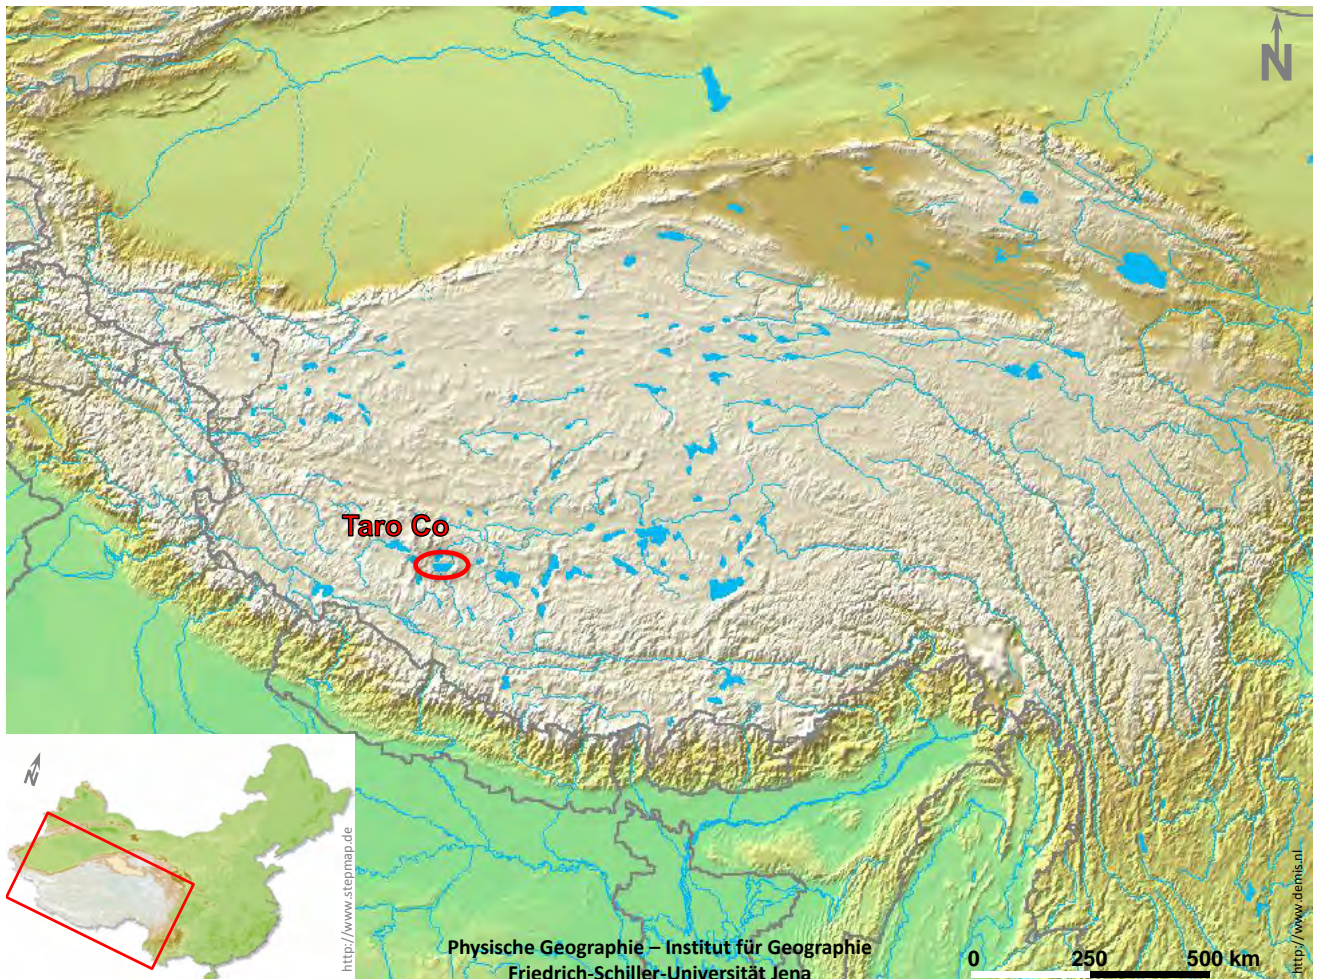 N
Taro Co
N
http://www.stepmap.de
Physische Geographie – Institut für Geographie
Friedrich-Schiller-Universität Jena
0 250 500 km
http://www.demis.nl